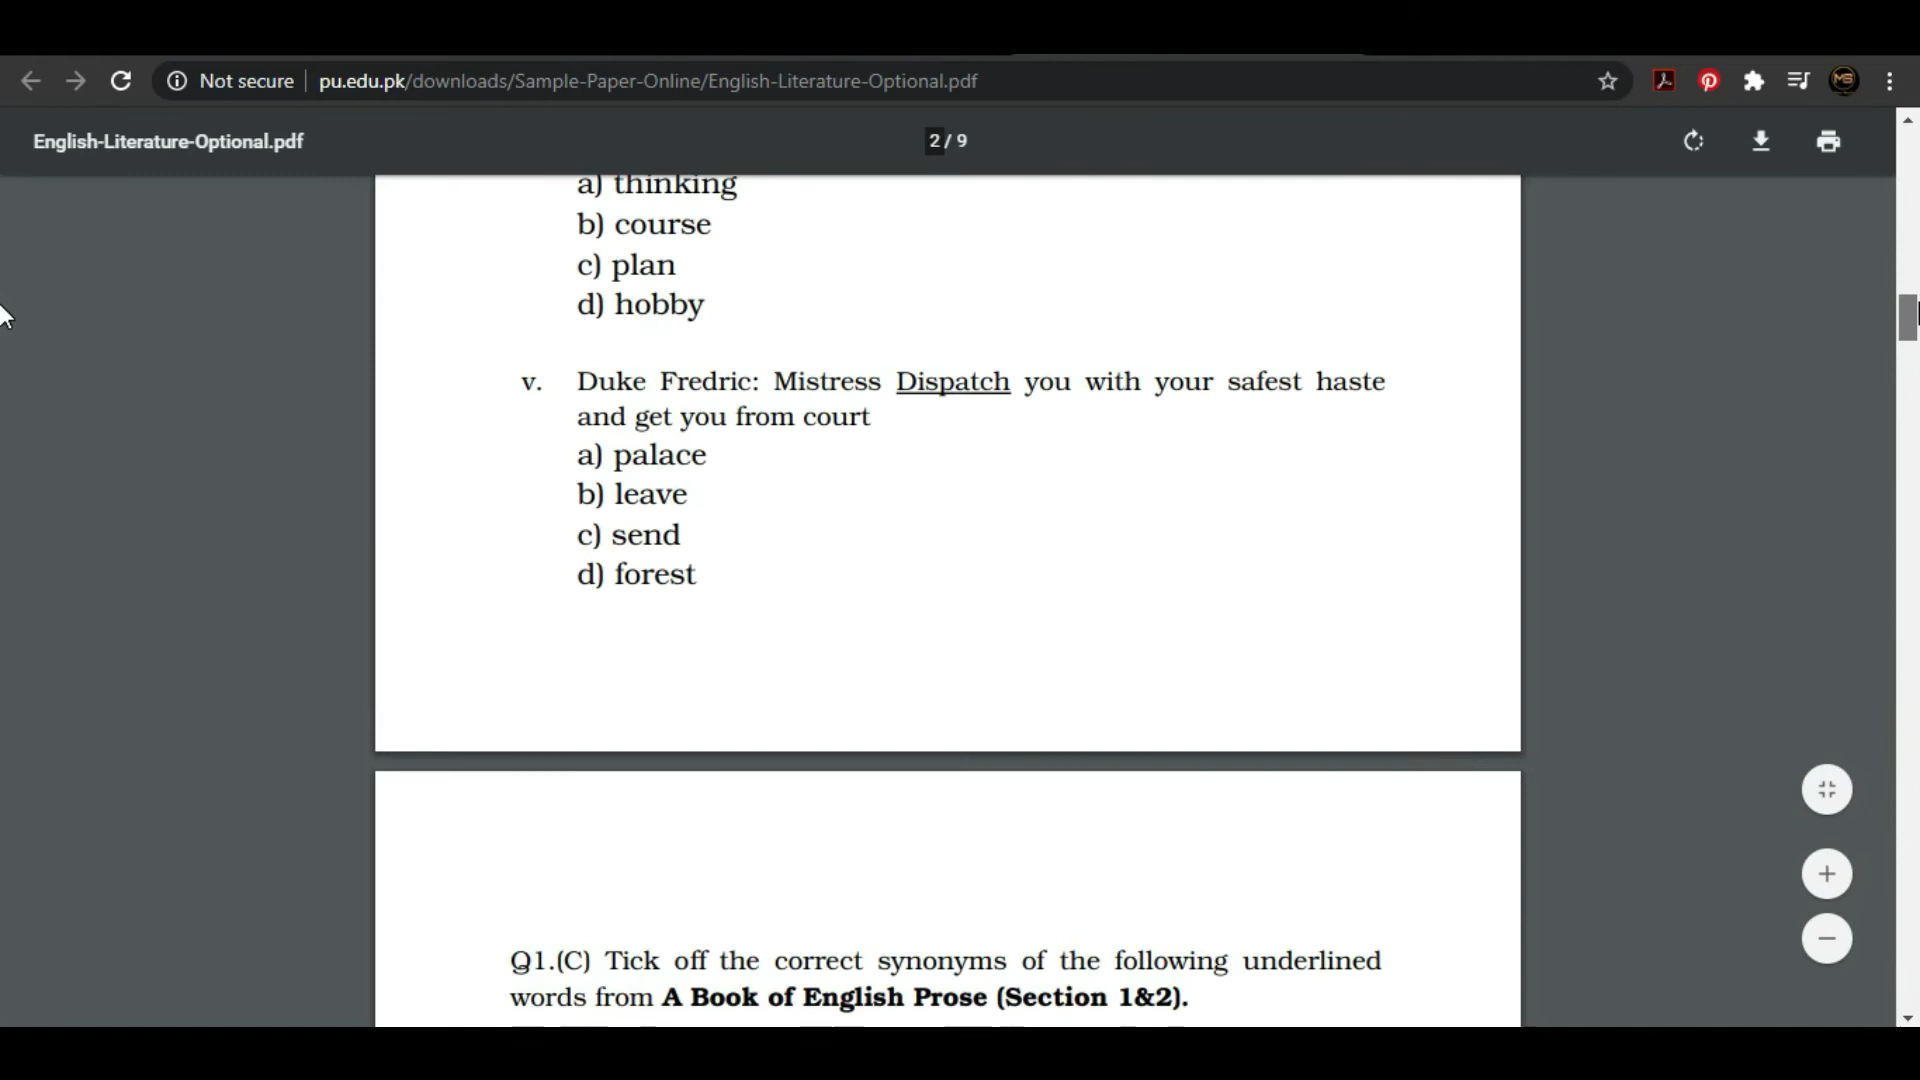 Not secure
pu.edu.pk/downloads/Sample-Paper-Online/English-Literature-Optional.pdf
MS
English-Literature-Optional.pdf
2 / 9
a) thinking
b) course
c) plan
d) hobby
v. Duke Fredric: Mistress Dispatch you with your safest haste
and get you from court
a) palace
b) leave
c) send
d) forest
Q1.(C) Tick off the correct synonyms of the following underlined
words from A Book of English Prose (Section 1&2).